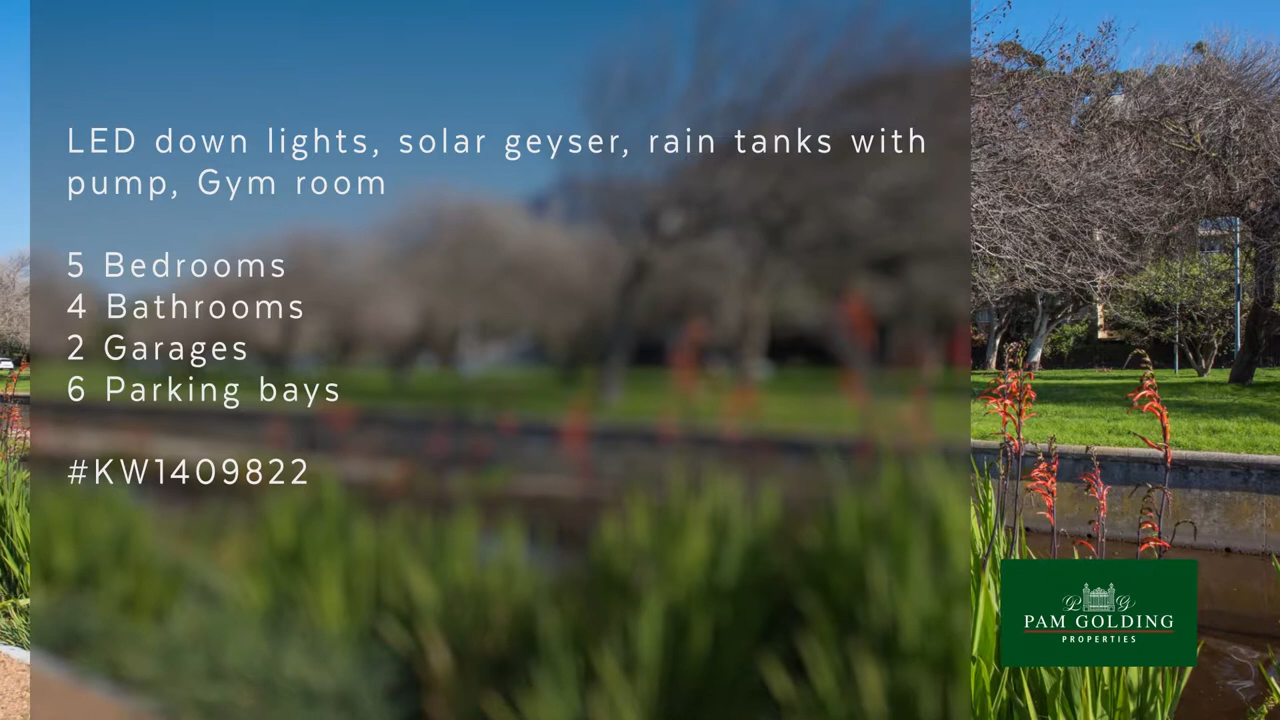 LED down lights, solar geyser, rain tanks with
pump, Gym room
5 Bedrooms
4 Bathrooms
2 Garages
6 Parking bays
#KW1409822
P G
PAM GOLDING
PROPERTIES